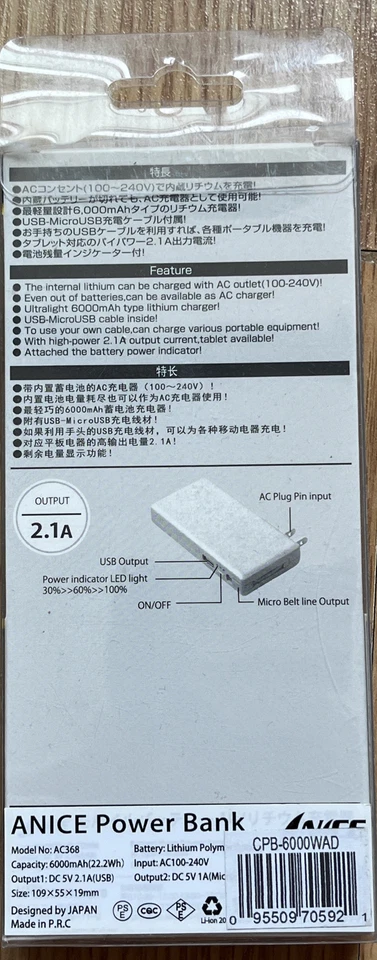 特長
●ACコンセント(100〜240V)で内蔵リチウムを充電!
●内蔵バッテリーが切れても、AC充電器として使用可能!
●最軽量設計6,000mAhタイプのリチウム充電器!
●USB-MicroUSB充電ケーブル付属!
●お手持ちのUSBケーブルを利用すれば、各種ポータブル機器を充電!
●タブレット対応のハイパワー2.1A出力電流!
●電池残量インジケーター付!
Feature
● The internal lithium can be charged with AC outlet(100-240V)!
● Even out of batteries,can be available as AC charger!
● Ultralight 6000mAh type lithium charger!
● USB-MicroUSB cable inside!
● To use your own cable,can charge various portable equipment!
● With high-power 2.1A output current,tablet available!
● Attached the battery power indicator!
特长
●带内置蓄电池的AC充电器 (100〜240V) !
●内置电池电量耗尽也可以作为AC充电器使用!
●最轻巧的6000mAh蓄电池充电器!
●附有USB-MicroUSB充电线材!
●如果利用手头的USB充电线材，可以为各种移动电器充电!
●对应平板电器的高输出电量2.1A!
●剩余电量显示功能!
OUTPUT
2.1A
AC Plug Pin input
USB Output
Power indicator LED light
30%>>60%>>100%
ON/OFF
Micro Belt line Output
ANICE Power Bank
ANICE
Model No: AC368
Battery: Lithium Polym
CPB-6000WAD
Capacity: 6000mAh(22.2Wh)
Input: AC100-240V
Output1: DC 5V 2.1A(USB)
Output2: DC 5V 1A(Mic
Size: 109×55×19mm
Designed by JAPAN
Made in P.R.C
PSE
CQC
PSE
Li-ion 20
0 95509 70592 1